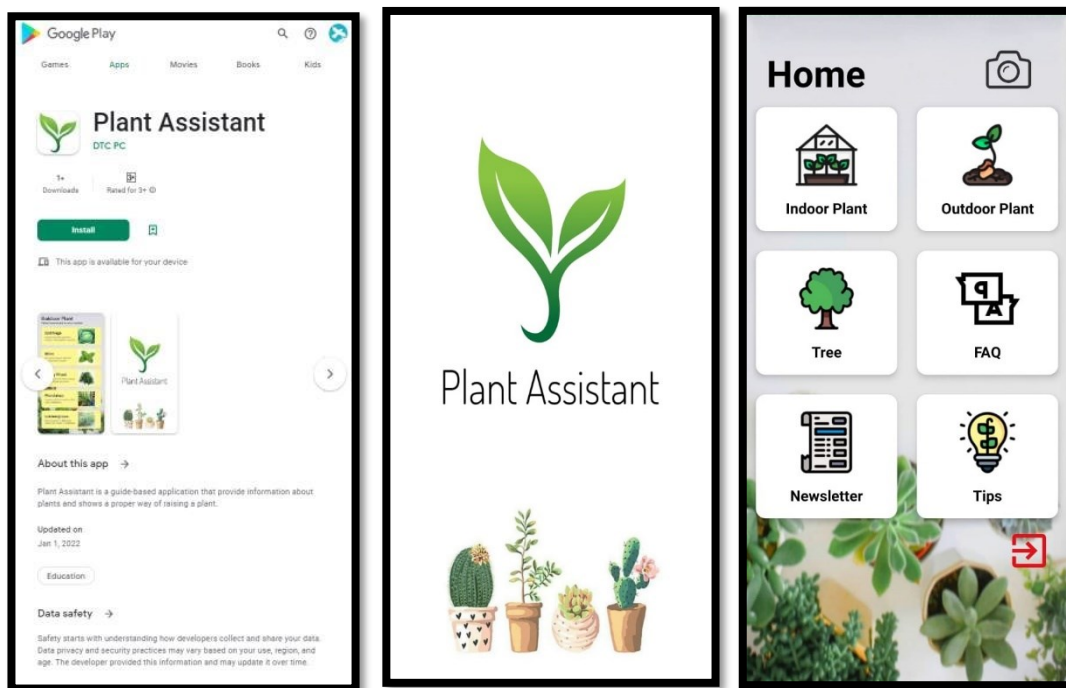 Google Play
Games Apps Movies Books Kids
Plant Assistant
DTC PC
1+
Downloads
3+
Rated for 3+
Install
This app is available for your device
Outdoor Plant
Plant Assistant
About this app →
Plant Assistant is a guide-based application that provide information about
plants and shows a proper way of raising a plant.
Updated on
Jan 1, 2022
Education
Data safety →
Safety starts with understanding how developers collect and share your data.
Data privacy and security practices may vary based on your use, region, and
age. The developer provided this information and may update it over time.
Plant Assistant
Home
Indoor Plant
Outdoor Plant
Tree
Q
A
FAQ
Newsletter
Tips